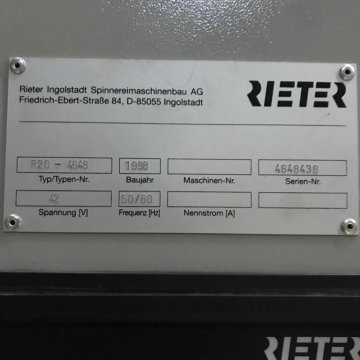 Rieter Ingolstadt Spinnereimaschinenbau AG
Friedrich-Ebert-Straße 84, D-85055 Ingolstadt
RIETER
R20 - 4648 1998 4648438
Typ/Typen-Nr. Baujahr Maschinen-Nr. Serien-Nr.
42 50/60
Spannung [V] Frequenz [Hz] Nennstrom [A]
RIETER